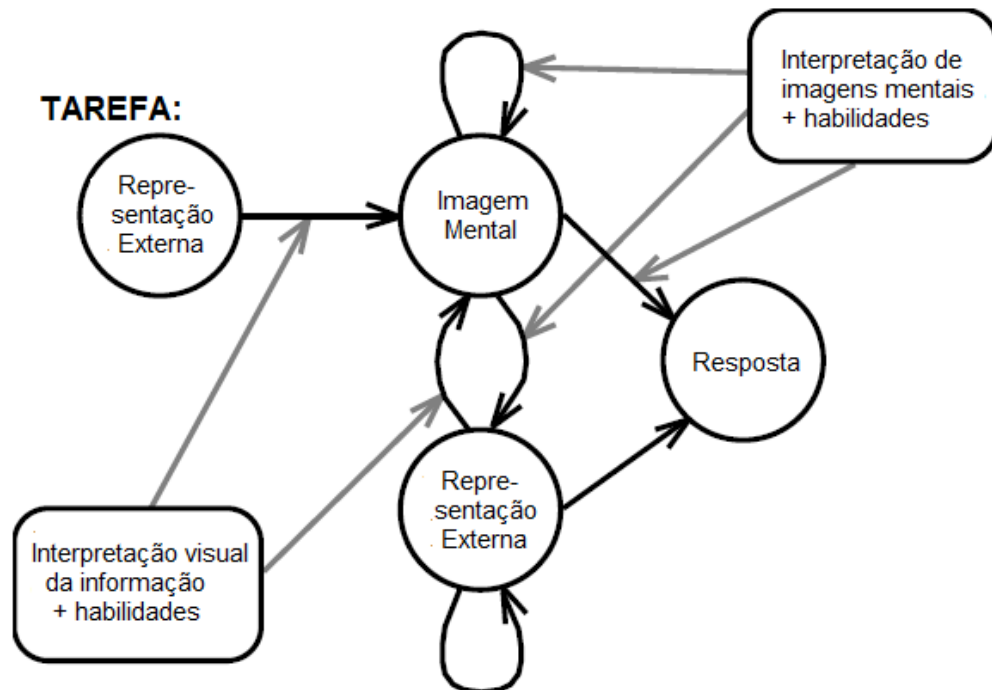 TAREFA:
Repre-
sentação
Externa
Imagem
Mental
Interpretação de
imagens mentais
+ habilidades
Resposta
Repre-
sentação
Externa
Interpretação visual
da informação
+ habilidades